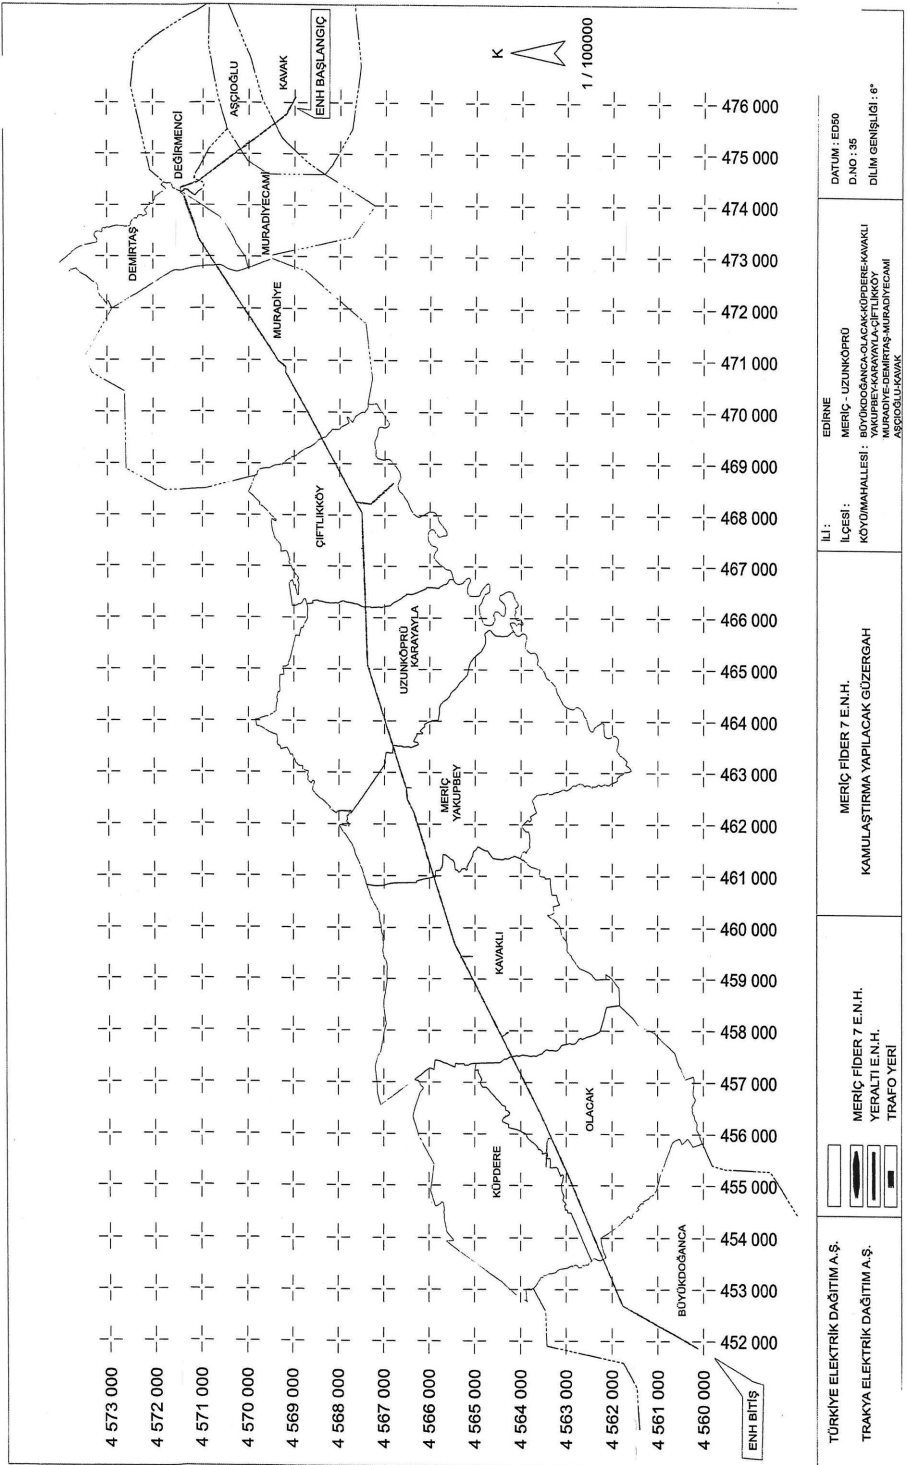 K
1 / 100000
ENH BAŞLANGIÇ
KAVAK
AŞÇIOĞLU
DEĞİRMENCİ
MURADİYECAMİ
DEMİRTAŞ
MURADİYE
ÇİFTLİKKÖY
UZUNKÖPRÜ
KARAYAYLA
MERİÇ
YAKUPBEY
KAVAKLI
OLACAK
KÜPDERE
BÜYÜKDOĞANCA
ENH BİTİŞ
4 573 000
4 572 000
4 571 000
4 570 000
4 569 000
4 568 000
4 567 000
4 566 000
4 565 000
4 564 000
4 563 000
4 562 000
4 561 000
4 560 000
452 000
453 000
454 000
455 000
456 000
457 000
458 000
459 000
460 000
461 000
462 000
463 000
464 000
465 000
466 000
467 000
468 000
469 000
470 000
471 000
472 000
473 000
474 000
475 000
476 000
TÜRKİYE ELEKTRİK DAĞITIM A.Ş.
TRAKYA ELEKTRİK DAĞITIM A.Ş.
MERİÇ FİDER 7 E.N.H.
YERALTI E.N.H.
TRAFO YERİ
MERİÇ FİDER 7 E.N.H.
KAMULAŞTIRMA YAPILACAK GÜZERGAH
İLİ : EDİRNE
İLÇESİ : MERİÇ - UZUNKÖPRÜ
KÖYÜ/MAHALLESİ : BÜYÜKDOĞANCA-OLACAK-KÜPDERE-KAVAKLI
YAKUPBEY-KARAYAYLA-ÇİFTLİKKÖY
MURADİYE-DEMİRTAŞ-MURADİYECAMİ
AŞÇIOĞLU-KAVAK
DATUM : ED50
D.NO : 35
DİLİM GENİŞLİĞİ : 6°